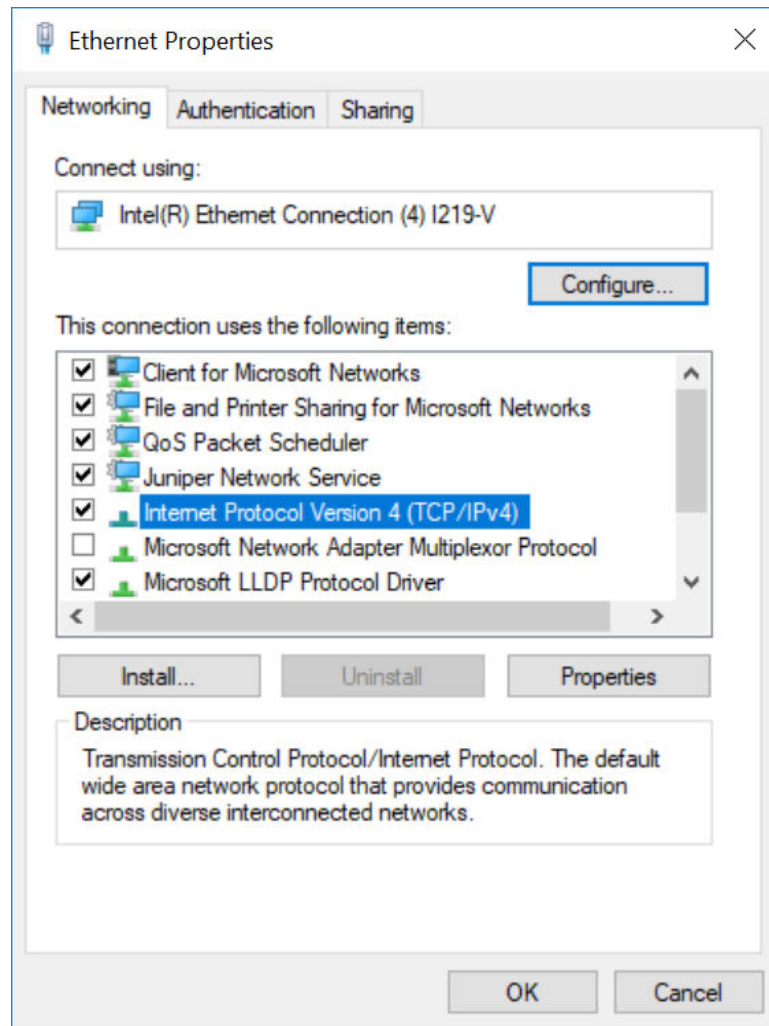 Ethernet Properties
Networking Authentication Sharing
Connect using:
Intel(R) Ethernet Connection (4) I219-V
Configure...
This connection uses the following items:
Client for Microsoft Networks
File and Printer Sharing for Microsoft Networks
QoS Packet Scheduler
Juniper Network Service
Internet Protocol Version 4 (TCP/IPv4)
Microsoft Network Adapter Multiplexor Protocol
Microsoft LLDP Protocol Driver
Install... Uninstall Properties
Description
Transmission Control Protocol/Internet Protocol. The default
wide area network protocol that provides communication
across diverse interconnected networks.
OK Cancel